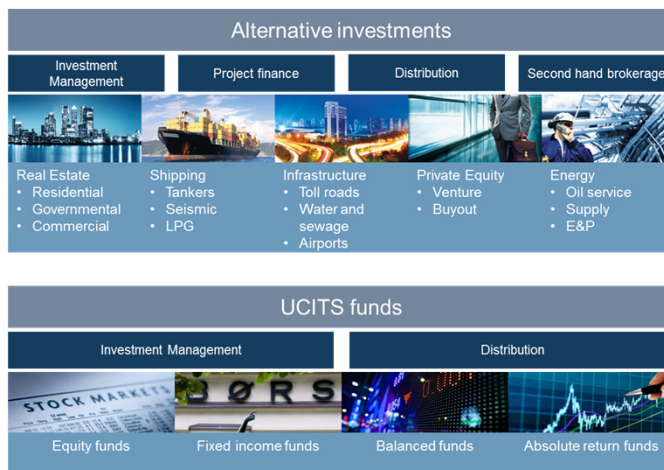 Alternative investments
Investment
Management
Project finance
Distribution
Second hand brokerage
Real Estate
• Residential
• Governmental
• Commercial
Shipping
• Tankers
• Seismic
• LPG
Infrastructure
• Toll roads
• Water and
sewage
• Airports
Private Equity
• Venture
• Buyout
Energy
• Oil service
• Supply
• E&P
UCITS funds
Investment Management
Distribution
STOCK MARKETS
BØRS
Equity funds
Fixed income funds
Balanced funds
Absolute return funds